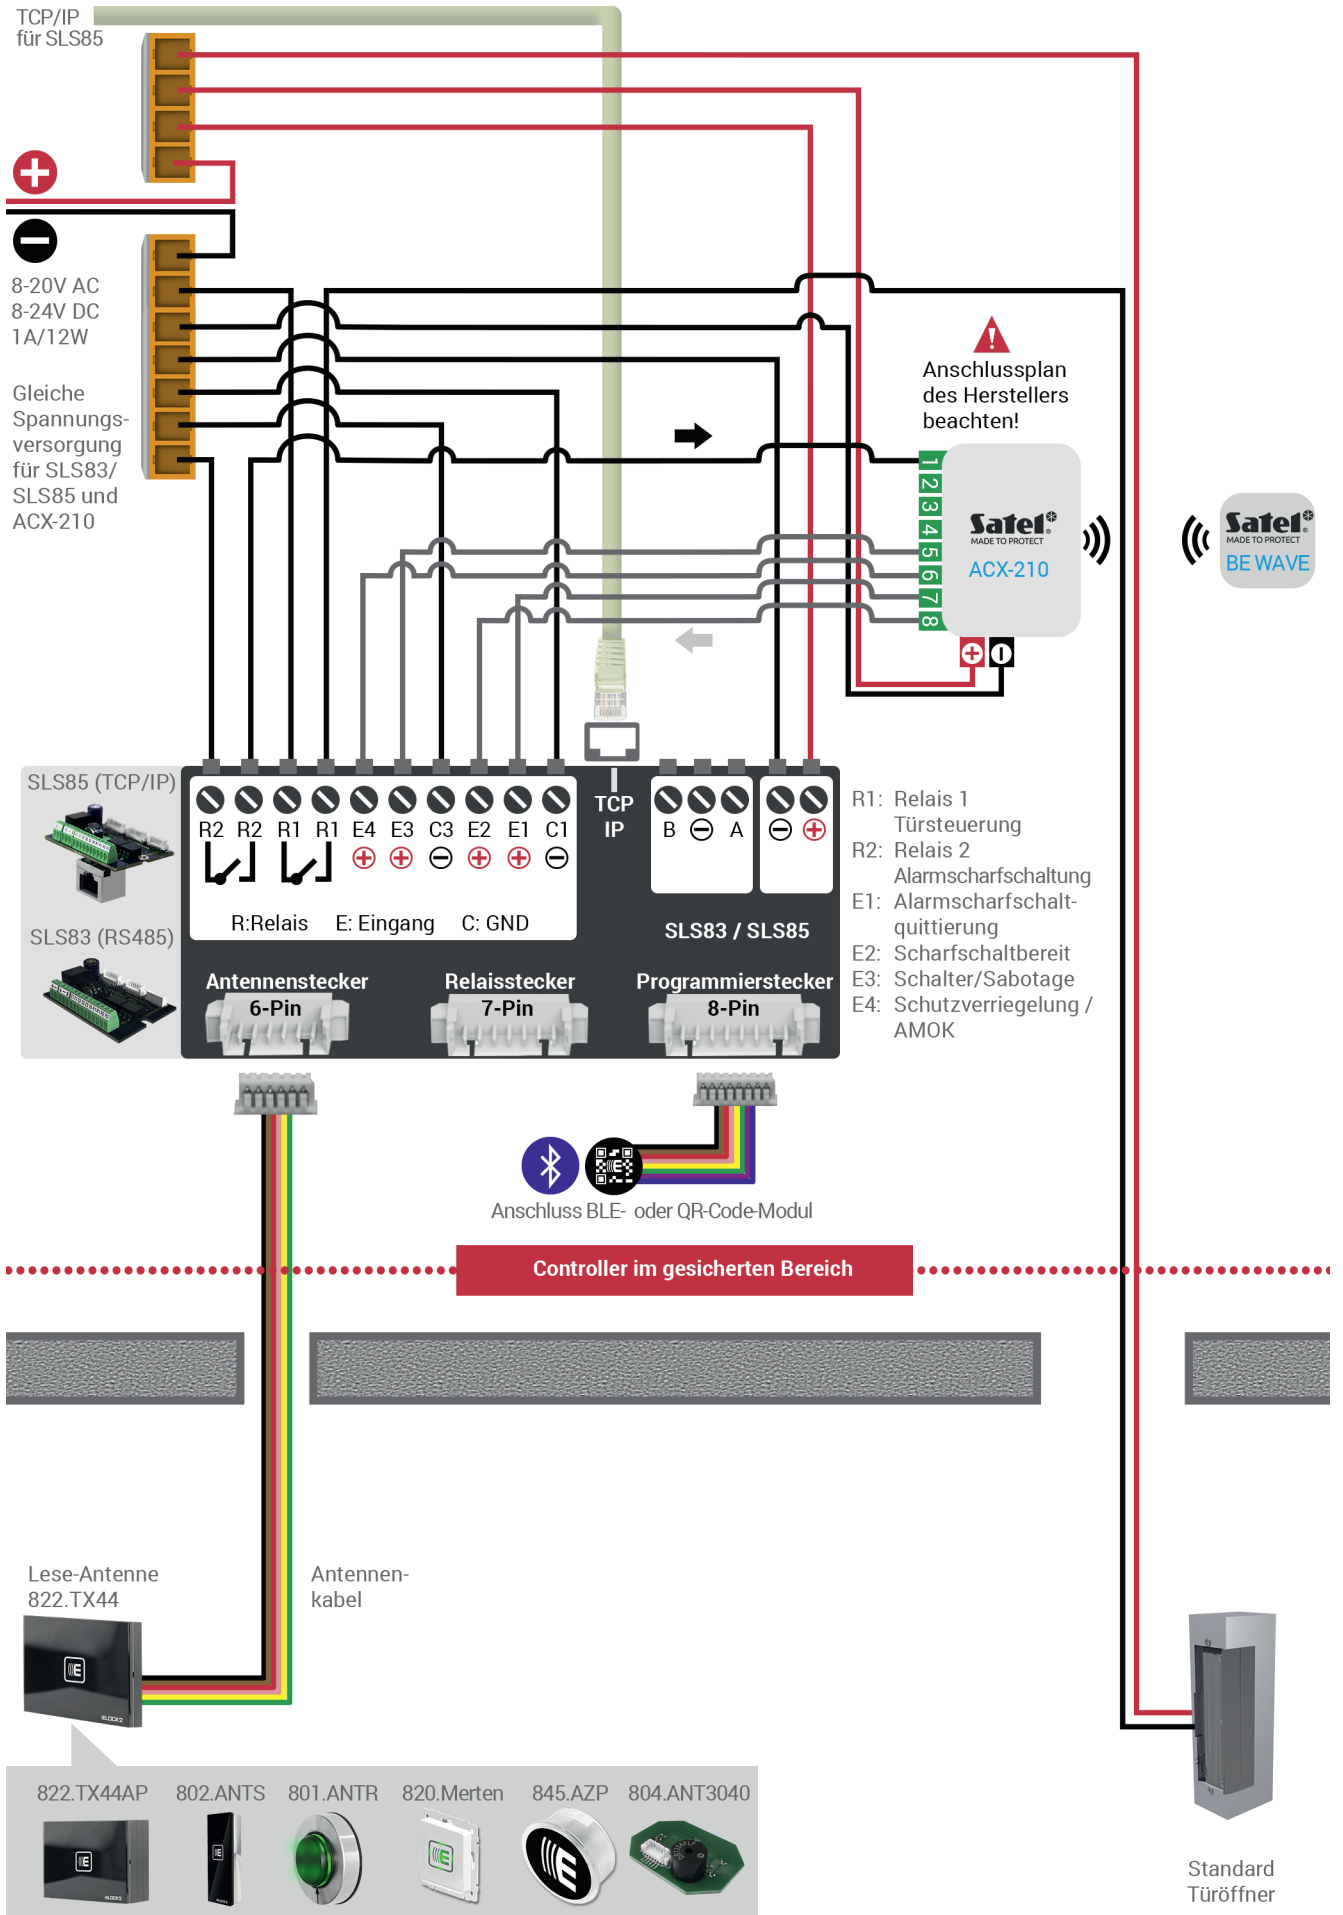 TCP/IP
für SLS85
8-20V AC
8-24V DC
1A/12W
Gleiche
Spannungs-
versorgung
für SLS83/
SLS85 und
ACX-210
Anschlussplan
des Herstellers
beachten!
1
2
3
4
5
6
7
8
Satel
MADE TO PROTECT
ACX-210
Satel
MADE TO PROTECT
BE WAVE
SLS85 (TCP/IP)
SLS83 (RS485)
R2 R2 R1 R1 E4 E3 C3 E2 E1 C1
R:Relais E: Eingang C: GND
TCP
IP
B A
SLS83 / SLS85
Antennenstecker
6-Pin
Relaisstecker
7-Pin
Programmierstecker
8-Pin
R1: Relais 1
Türsteuerung
R2: Relais 2
Alarmscharfschaltung
E1: Alarmscharfschalt-
quittierung
E2: Scharfschaltbereit
E3: Schalter/Sabotage
E4: Schutzverriegelung /
AMOK
Anschluss BLE- oder QR-Code-Modul
Controller im gesicherten Bereich
Lese-Antenne
822.TX44
Antennen-
kabel
822.TX44AP 802.ANTS 801.ANTR 820.Merten 845.AZP 804.ANT3040
Standard
Türöffner